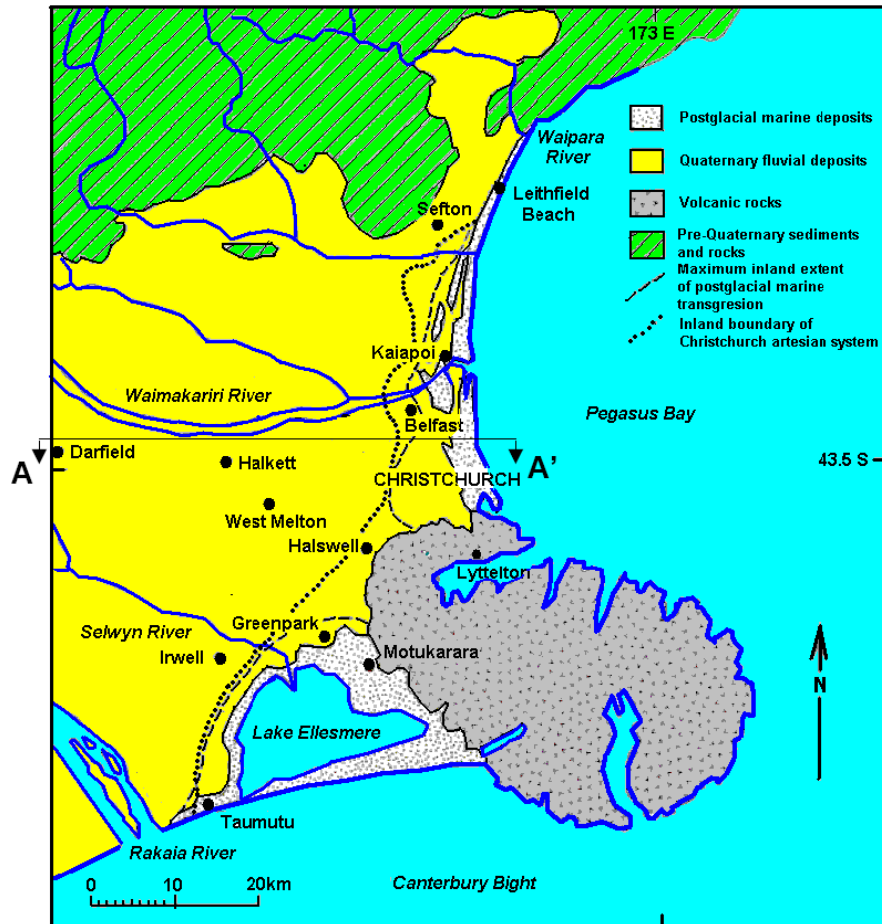 173 E
Waipara
River
Postglacial marine deposits
Quaternary fluvial deposits
Volcanic rocks
Pre-Quaternary sediments
and rocks
Maximum inland extent
of postglacial marine
transgresion
Inland boundary of
Christchurch artesian system
Leithfield
Beach
Sefton
Kaiapoi
Waimakariri River
Belfast
Pegasus Bay
A
Darfield
Halkett
A'
43.5 S
CHRISTCHURCH
West Melton
Halswell
Lyttelton
Greenpark
Selwyn River
Irwell
Motukarara
N
Lake Ellesmere
Taumutu
Rakaia River
0 10 20km
Canterbury Bight